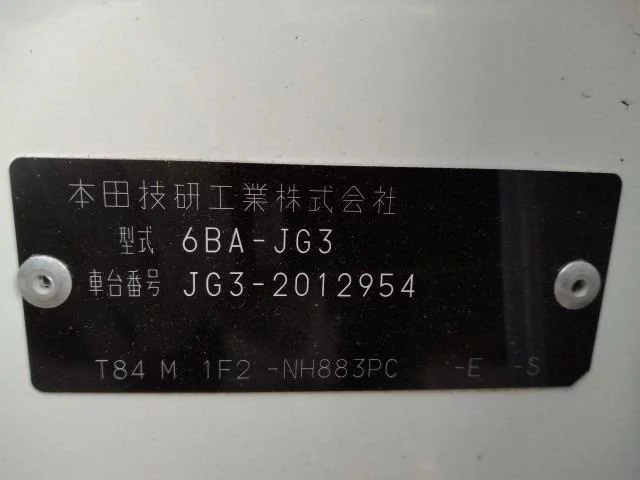 本田技研工業株式会社
型式 6BA-JG3
車台番号 JG3-2012954
T84 M 1F2 -NH883PC -E -S